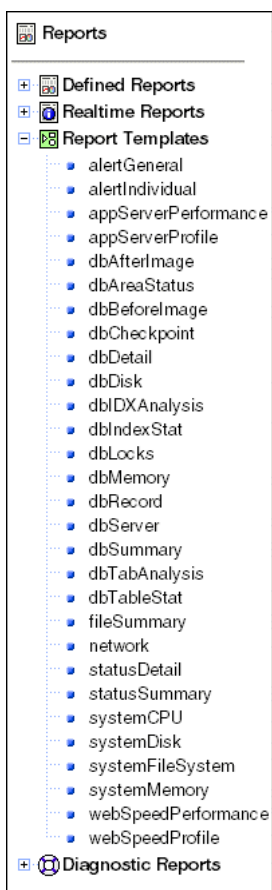 Reports
Defined Reports
Realtime Reports
Report Templates
alertGeneral
alertIndividual
appServerPerformance
appServerProfile
dbAfterImage
dbAreaStatus
dbBeforeImage
dbCheckpoint
dbDetail
dbDisk
dbIDXAnalysis
dbIndexStat
dbLocks
dbMemory
dbRecord
dbServer
dbSummary
dbTabAnalysis
dbTableStat
fileSummary
network
statusDetail
statusSummary
systemCPU
systemDisk
systemFileSystem
systemMemory
webSpeedPerformance
webSpeedProfile
Diagnostic Reports